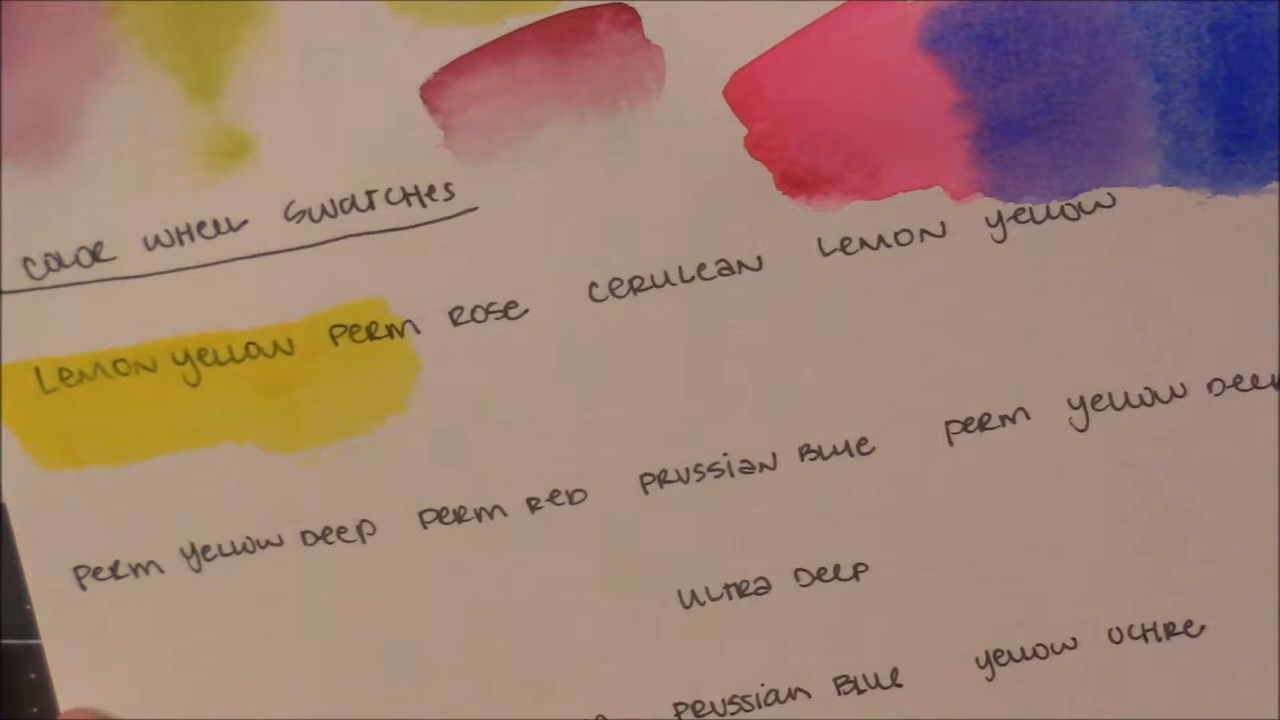 COLOR WHEEL SWATCHES
LEMON YELLOW PERM ROSE CERULEAN LEMON YELLOW
PERM YELLOW DEEP PERM RED PRUSSIAN BLUE PERM YELLOW DEEP
ULTRA DEEP
PRUSSIAN BLUE YELLOW OCHRE